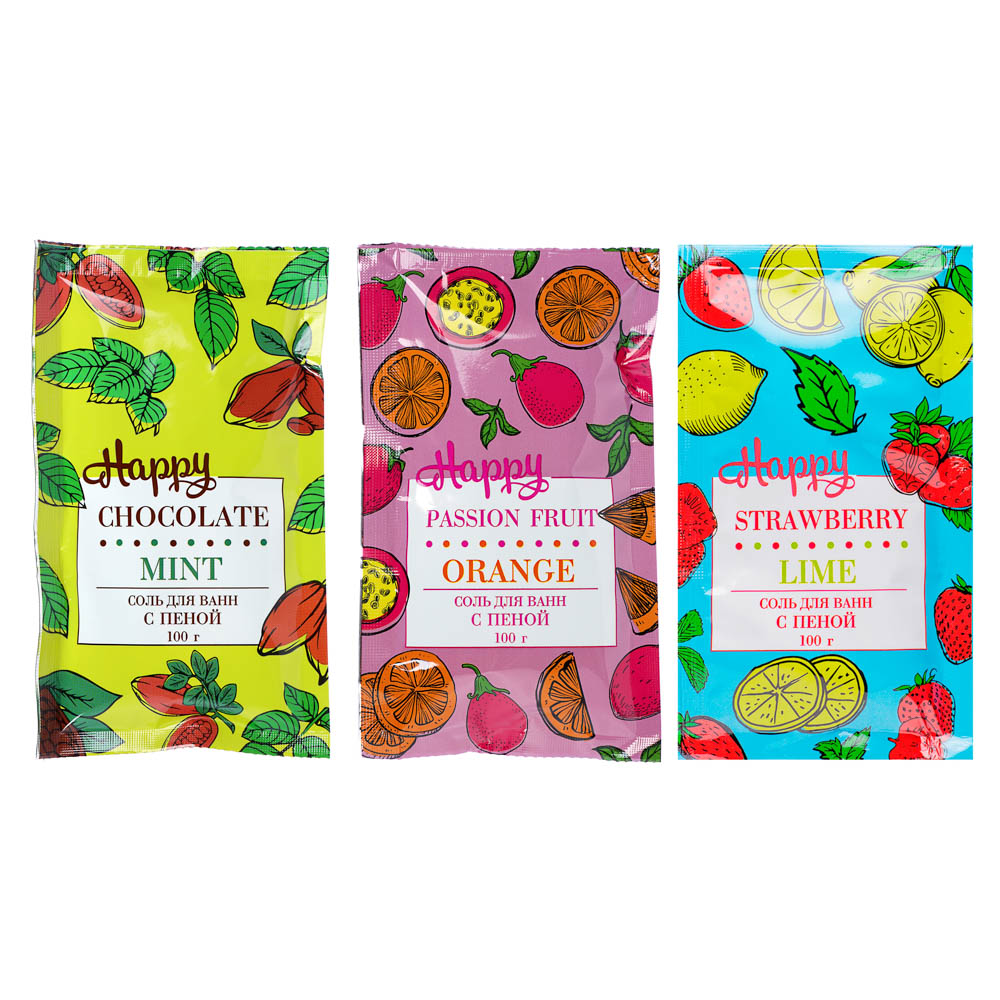 Happy
CHOCOLATE
MINT
СОЛЬ ДЛЯ ВАНН
С ПЕНОЙ
100 г
Happy
PASSION FRUIT
ORANGE
СОЛЬ ДЛЯ ВАНН
С ПЕНОЙ
100 г
Happy
STRAWBERRY
LIME
СОЛЬ ДЛЯ ВАНН
С ПЕНОЙ
100 г